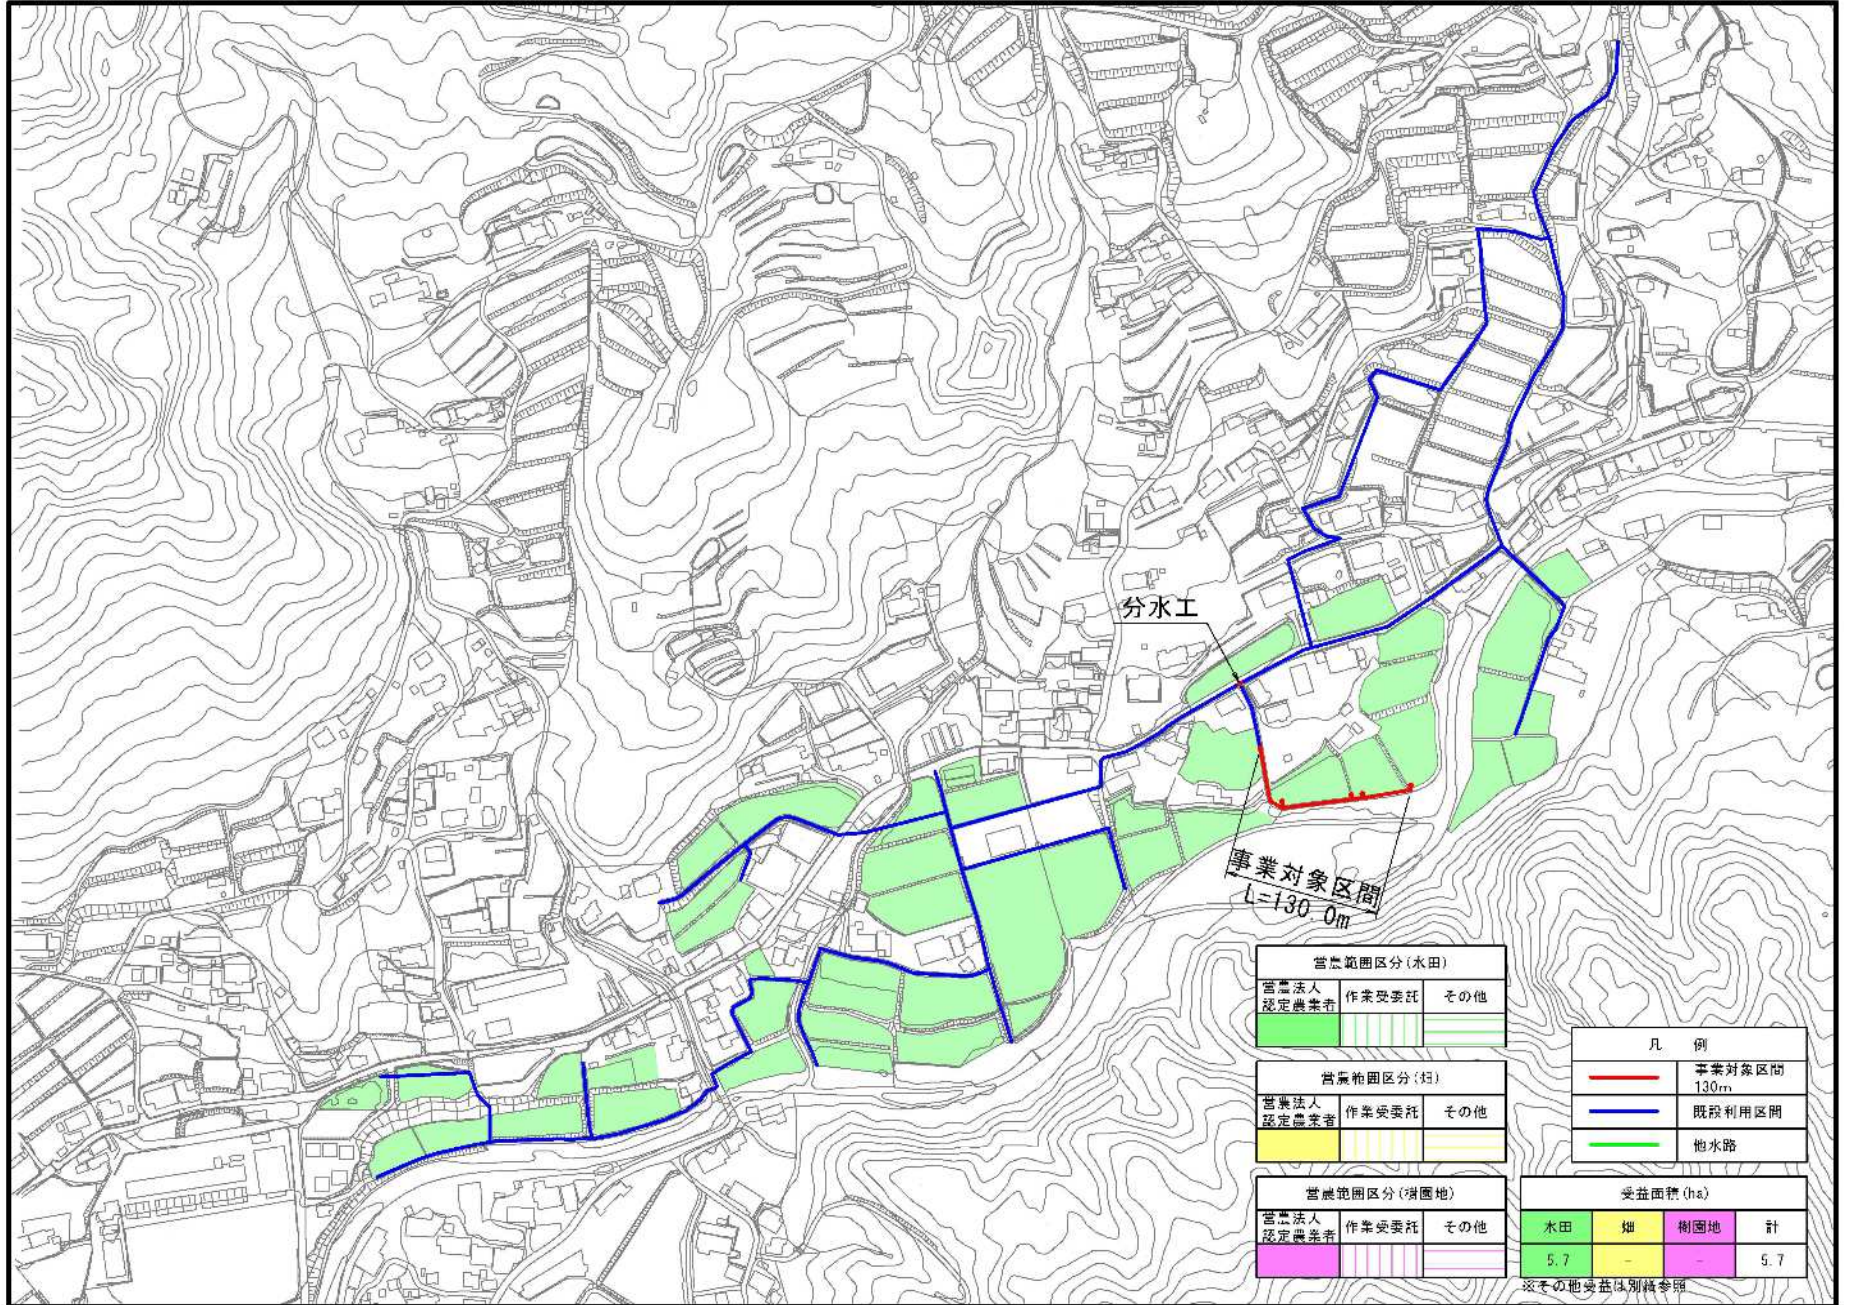 分水工
事業対象区間
L=130.0m
営農範囲区分(水田)
営農法人
認定農業者
作業受委託
その他
営農範囲区分(畑)
営農法人
認定農業者
作業受委託
その他
営農範囲区分(樹園地)
営農法人
認定農業者
作業受委託
その他
凡 例
事業対象区間
130m
既設利用区間
他水路
受益面積(ha)
水田 畑 樹園地 計
5.7 - - 5.7
※その他受益は別紙参照